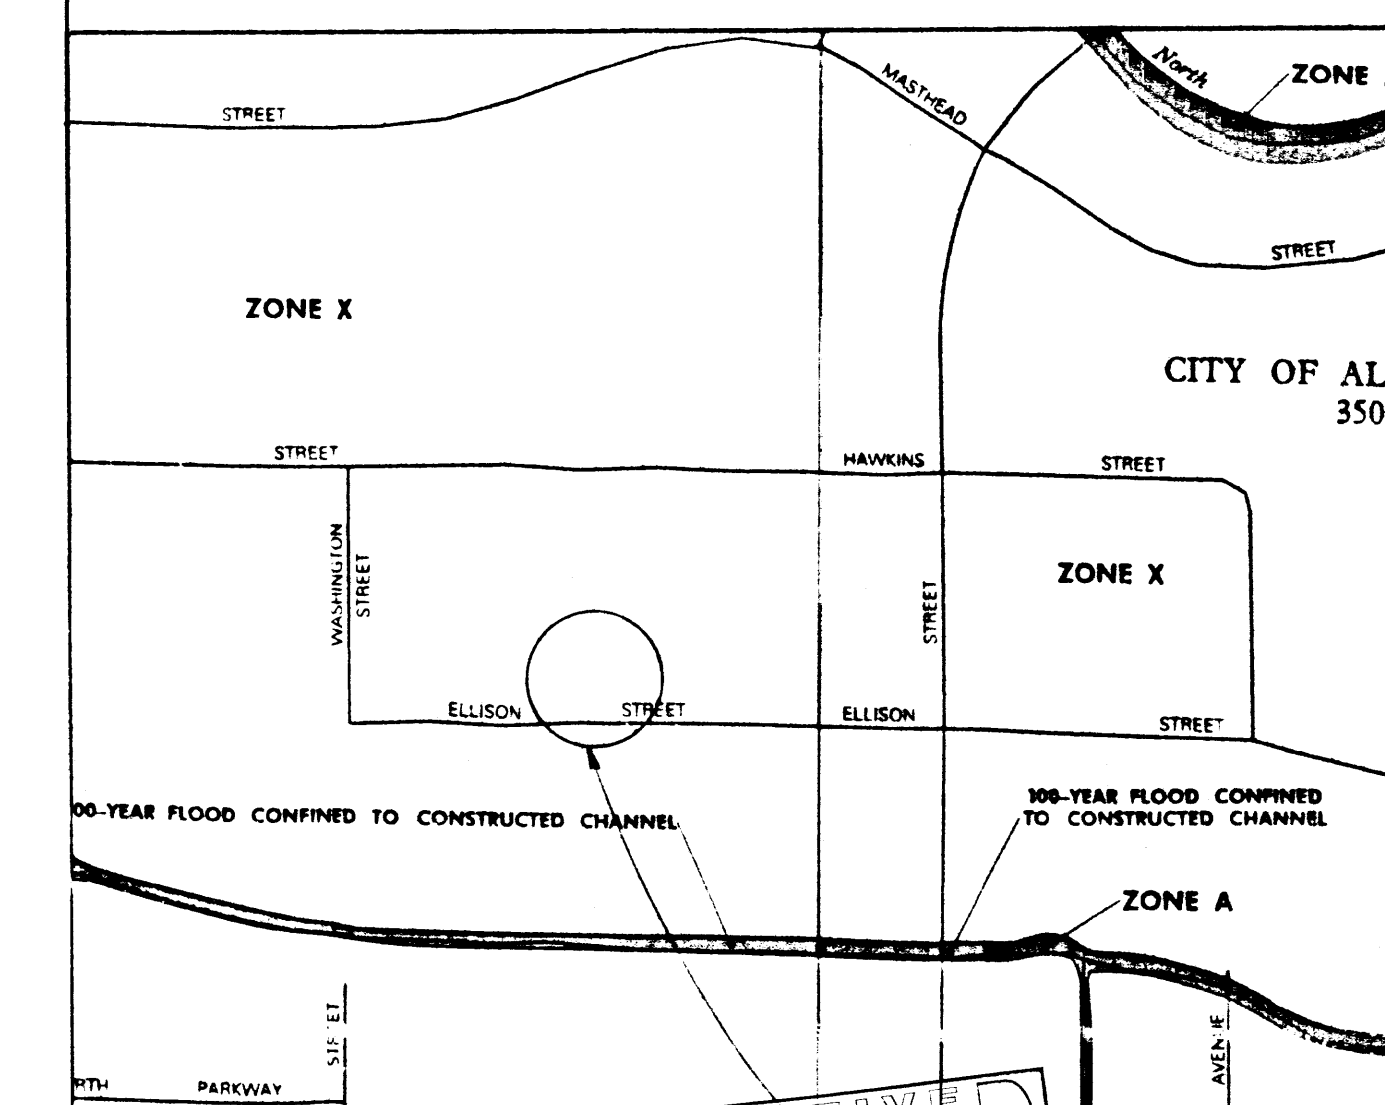 North
ZONE
MASTHEAD
STREET
STREET
ZONE X
CITY OF AL
350
STREET
HAWKINS
STREET
WASHINGTON
STREET
ZONE X
STREET
ELLISON
STREET
ELLISON
STREET
00-YEAR FLOOD CONFINED TO CONSTRUCTED CHANNEL
100-YEAR FLOOD CONFINED
TO CONSTRUCTED CHANNEL
ZONE A
AVENUE
RTH
PARKWAY